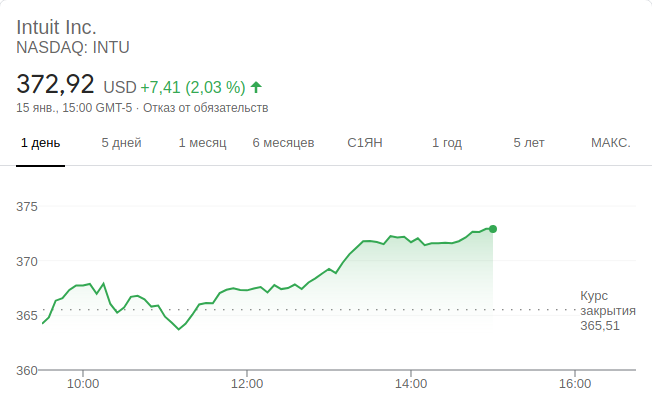 Intuit Inc.
NASDAQ: INTU
372,92 USD +7,41 (2,03 %)
15 янв., 15:00 GMT-5 · Отказ от обязательств
1 день 5 дней 1 месяц 6 месяцев С1ЯН 1 год 5 лет МАКС.
375
370
365
360
Курс
закрытия
365,51
10:00 12:00 14:00 16:00